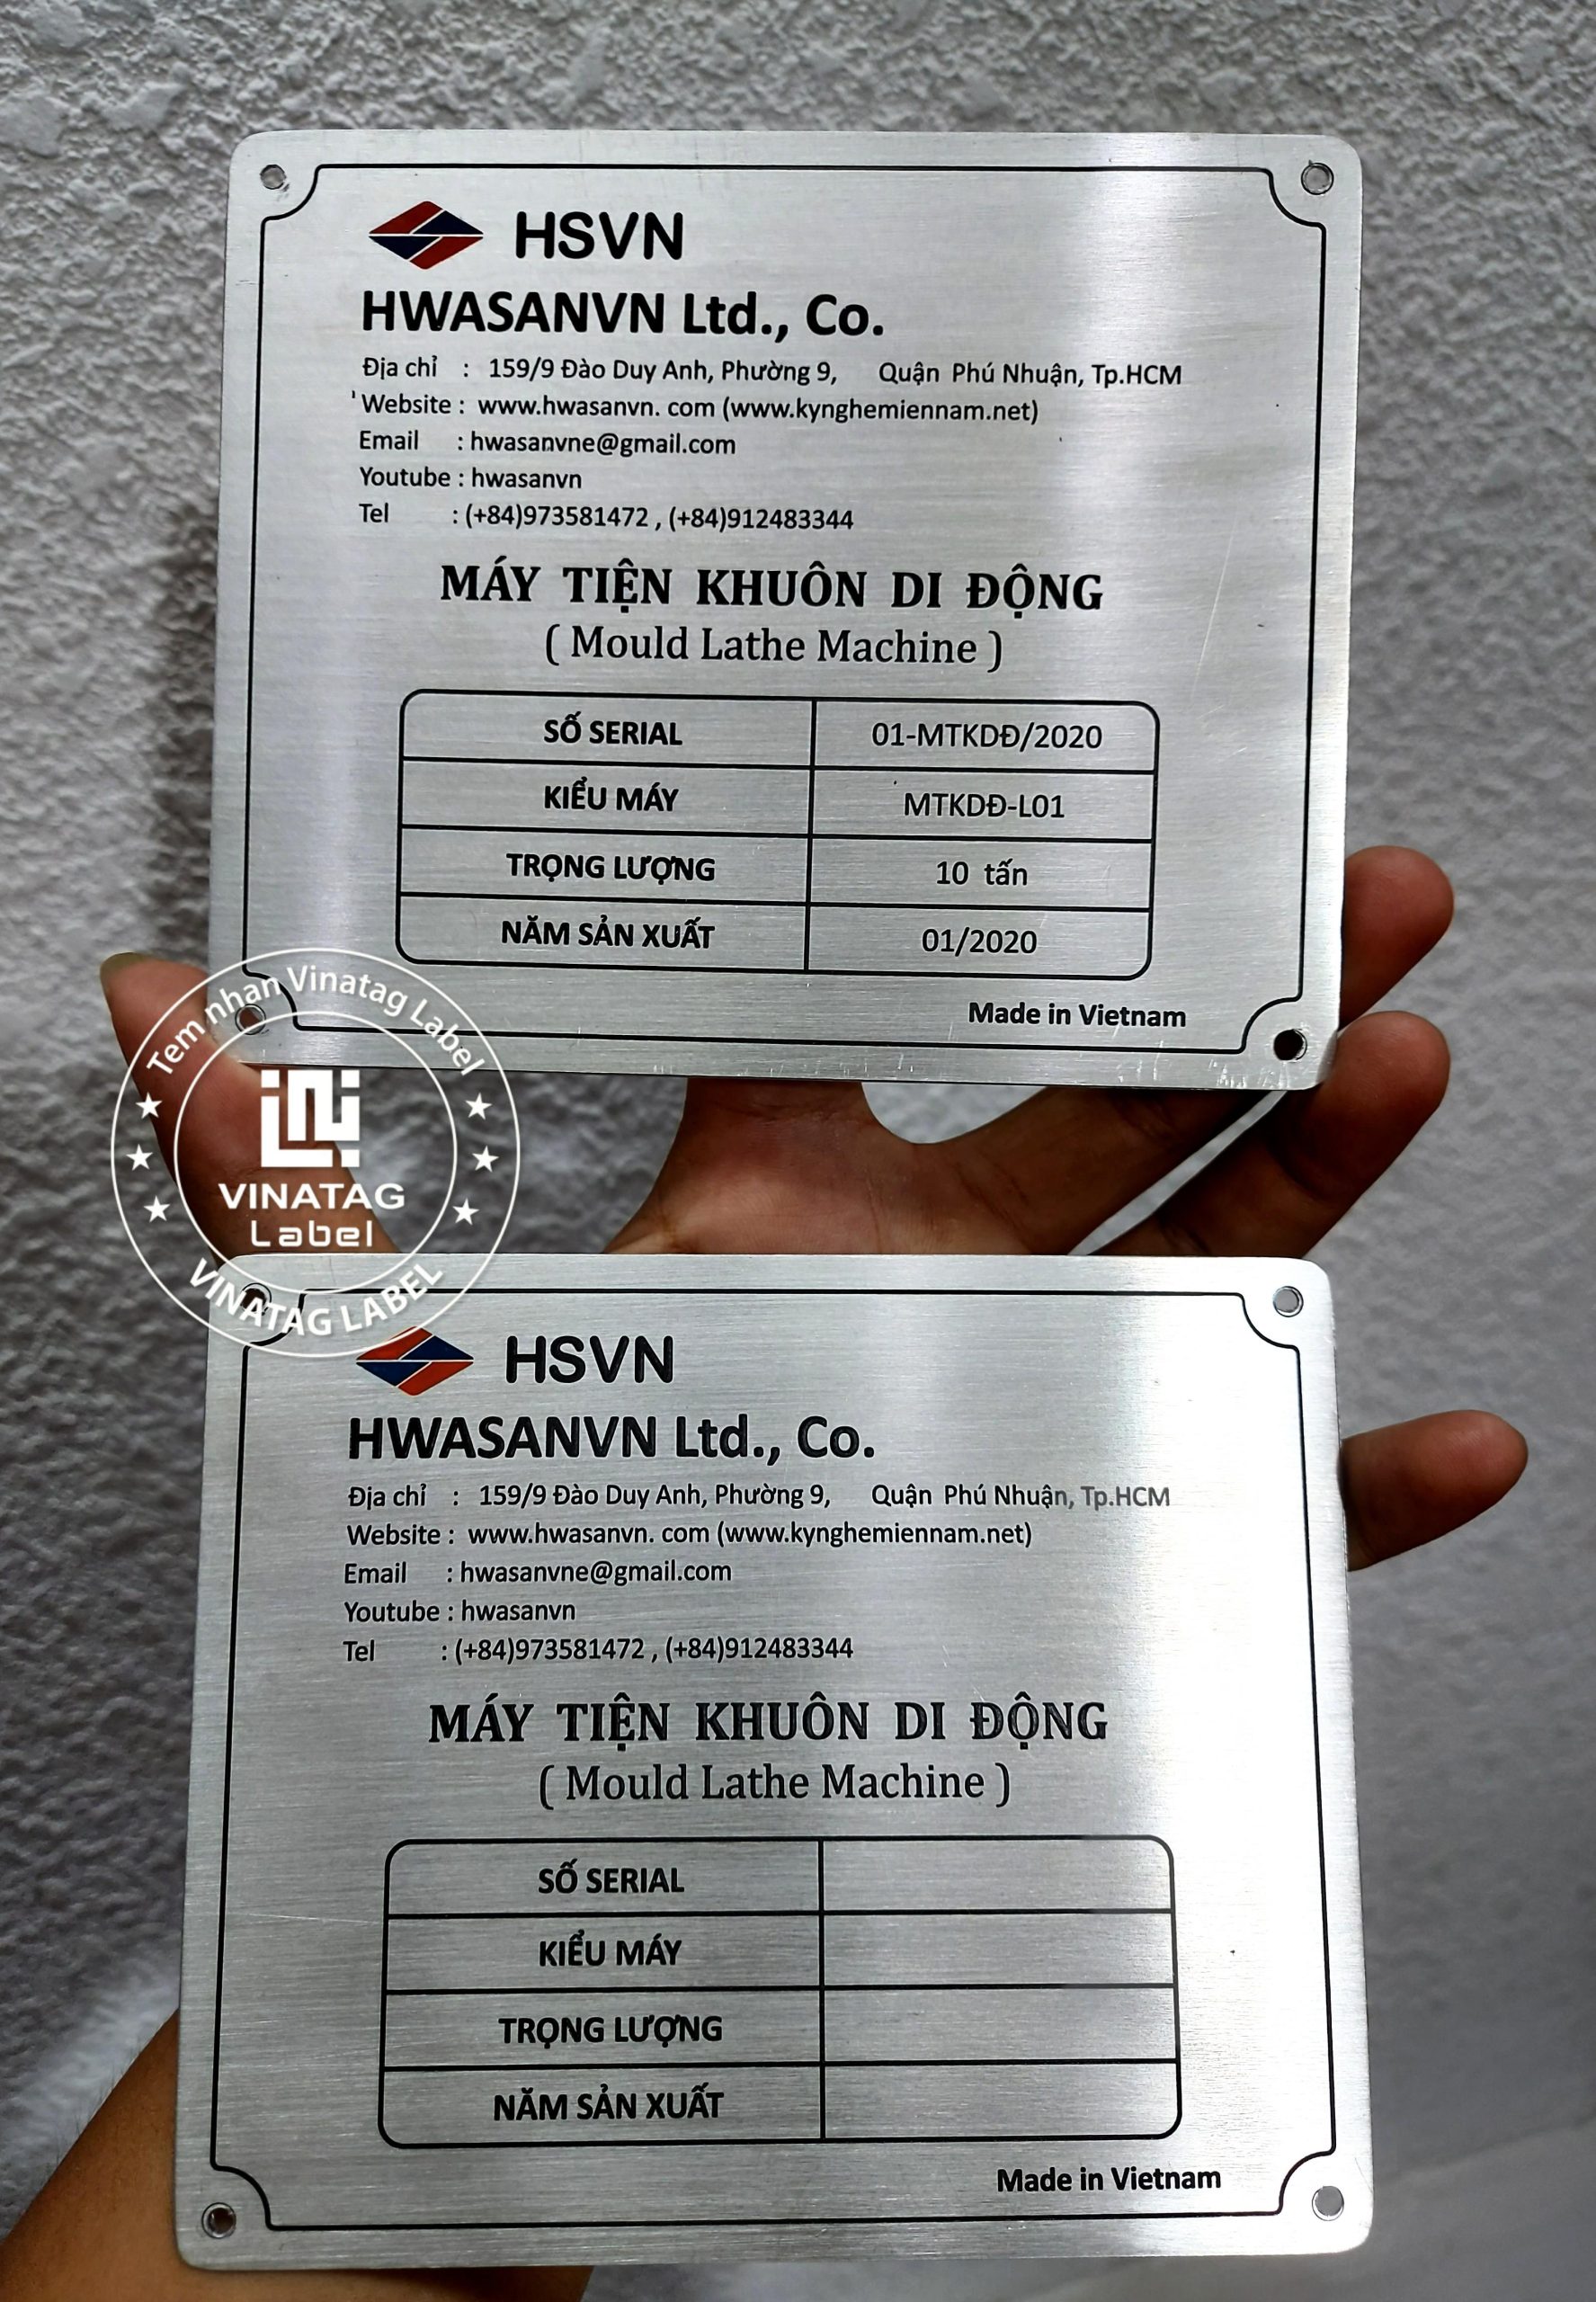 HSVN
HWASANVN Ltd., Co.
Địa chỉ : 159/9 Đào Duy Anh, Phường 9, Quận Phú Nhuận, Tp.HCM
Website : www.hwasanvn. com (www.kynghemiennam.net)
Email : hwasanvne@gmail.com
Youtube : hwasanvn
Tel : (+84)973581472 , (+84)912483344
MÁY TIỆN KHUÔN DI ĐỘNG
( Mould Lathe Machine )
SỐ SERIAL 01-MTKDĐ/2020
KIỂU MÁY MTKDĐ-L01
TRỌNG LƯỢNG 10 tấn
NĂM SẢN XUẤT 01/2020
Made in Vietnam
Tem nhan Vinatag Label
VINATAG
Label
VINATAG LABEL
HSVN
HWASANVN Ltd., Co.
Địa chỉ : 159/9 Đào Duy Anh, Phường 9, Quận Phú Nhuận, Tp.HCM
Website : www.hwasanvn. com (www.kynghemiennam.net)
Email : hwasanvne@gmail.com
Youtube : hwasanvn
Tel : (+84)973581472 , (+84)912483344
MÁY TIỆN KHUÔN DI ĐỘNG
( Mould Lathe Machine )
SỐ SERIAL
KIỂU MÁY
TRỌNG LƯỢNG
NĂM SẢN XUẤT
Made in Vietnam